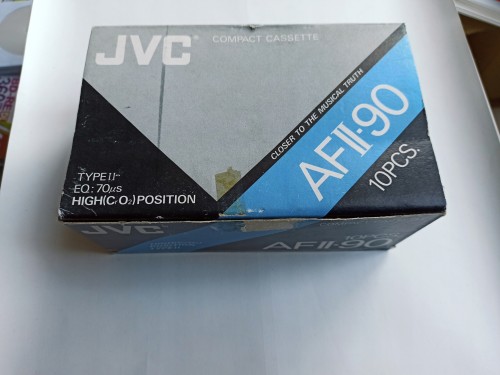 JVC
COMPACT CASSETTE
CLOSER TO THE MUSICAL TRUTH
AFII-90
10PCS.
TYPE II
EQ: 70μs
HIGH(CrO₂)POSITION
JVC
AFII-90
10PCS.